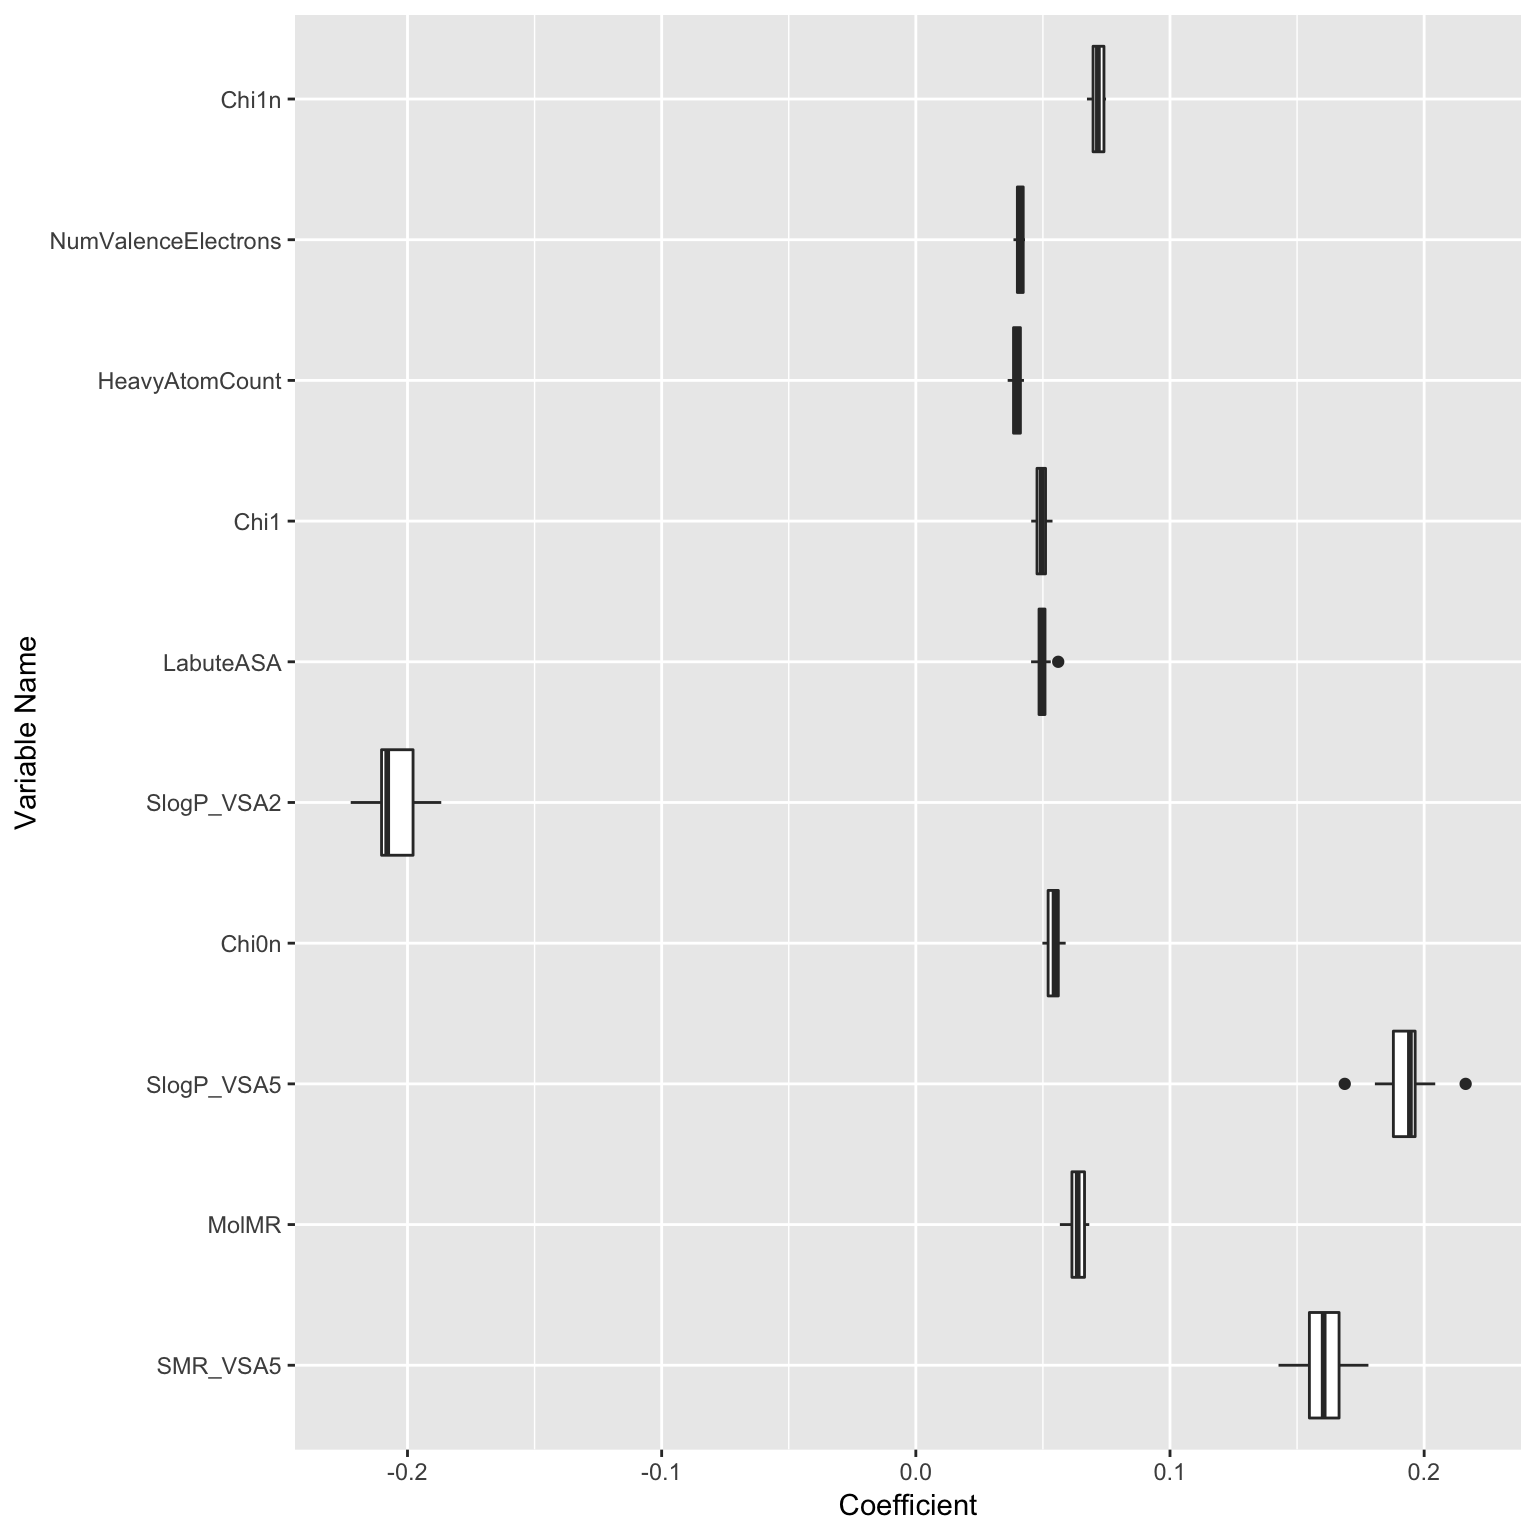 Chi1n
NumValenceElectrons
HeavyAtomCount
Chi1
LabuteASA
SlogP_VSA2
Chi0n
SlogP_VSA5
MolMR
SMR_VSA5
Variable Name
-0.2 -0.1 0.0 0.1 0.2
Coefficient